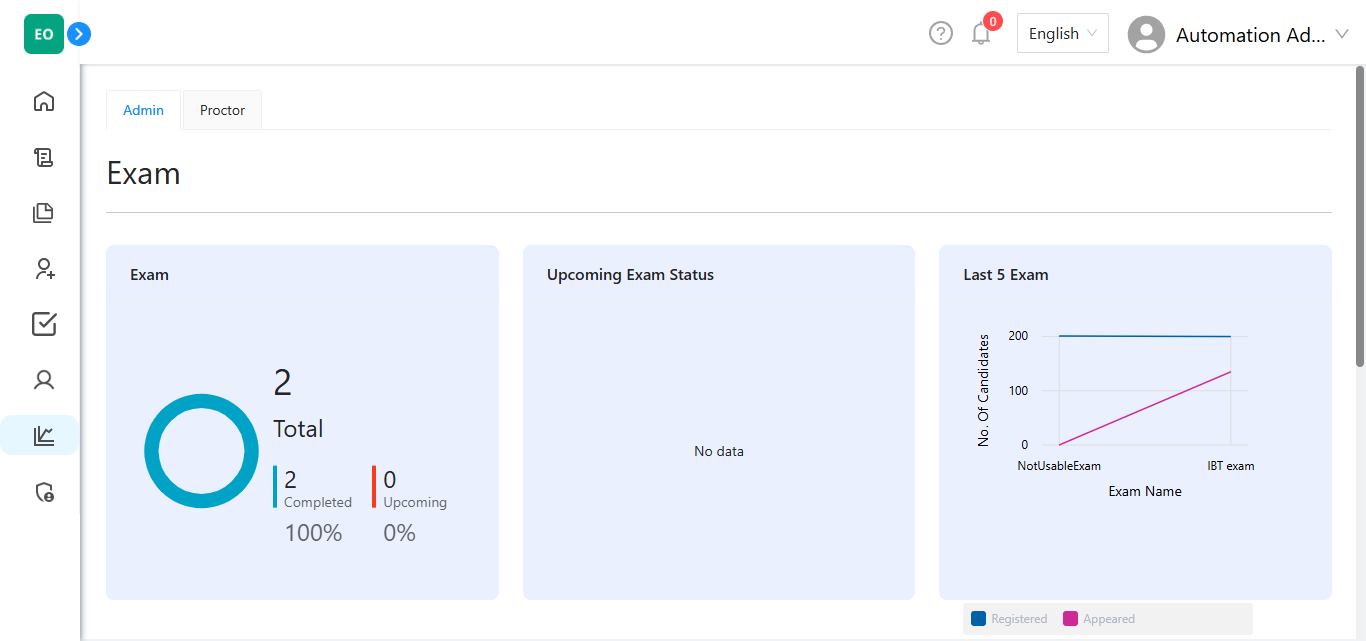 EO
0
English
Automation Ad...
Admin
Proctor
Exam
Exam
2
Total
2
Completed
100%
0
Upcoming
0%
Upcoming Exam Status
No data
Last 5 Exam
No. Of Candidates
200
100
0
NotUsableExam
IBT exam
Exam Name
Registered
Appeared